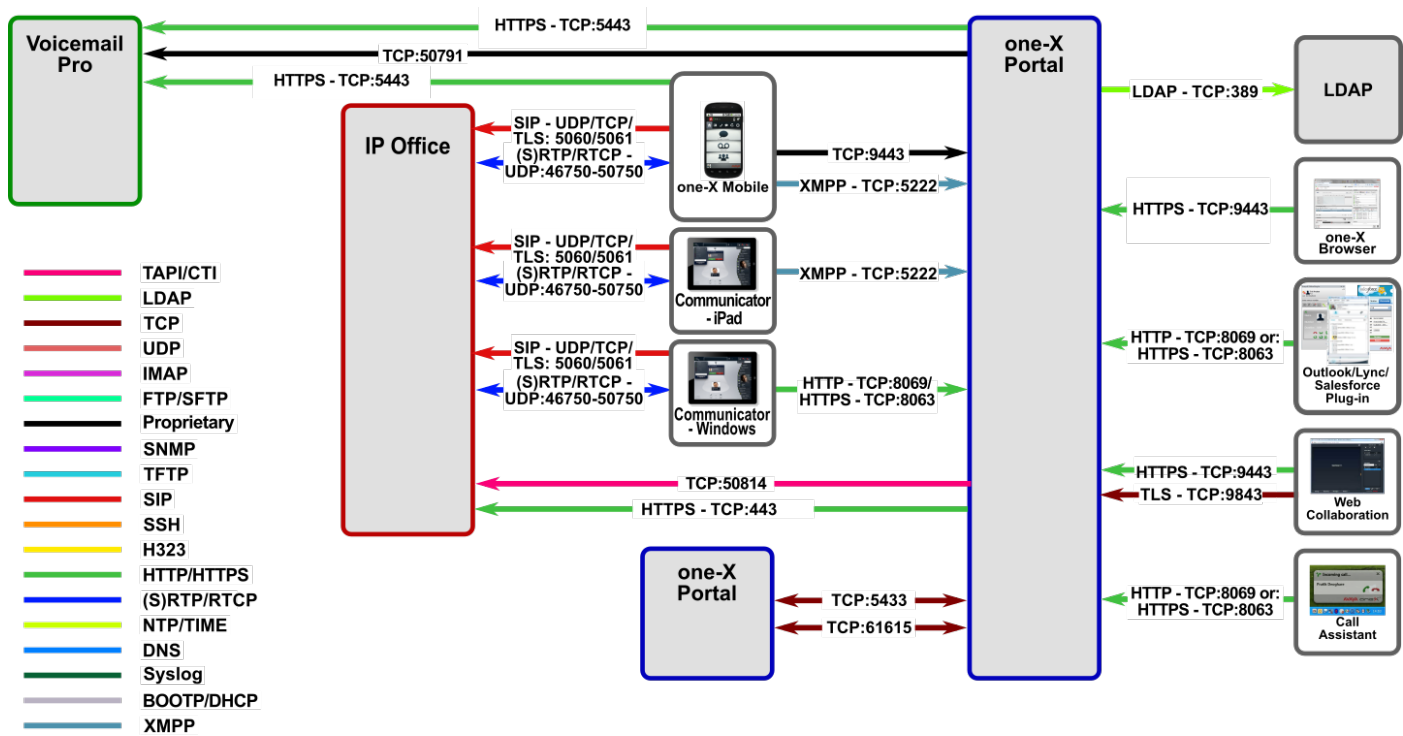 Voicemail
Pro
HTTPS - TCP:5443
TCP:50791
HTTPS - TCP:5443
one-X
Portal
LDAP - TCP:389
LDAP
IP Office
SIP - UDP/TCP/
TLS: 5060/5061
(S)RTP/RTCP -
UDP:46750-50750
one-X Mobile
TCP:9443
XMPP - TCP:5222
HTTPS - TCP:9443
one-X
Browser
SIP - UDP/TCP/
TLS: 5060/5061
(S)RTP/RTCP -
UDP:46750-50750
Communicator
- iPad
XMPP - TCP:5222
HTTP - TCP:8069 or:
HTTPS - TCP:8063
Outlook/Lync/
Salesforce
Plug-in
SIP - UDP/TCP/
TLS: 5060/5061
(S)RTP/RTCP -
UDP:46750-50750
Communicator
- Windows
HTTP - TCP:8069/
HTTPS - TCP:8063
TCP:50814
HTTPS - TCP:443
HTTPS - TCP:9443
TLS - TCP:9843
Web
Collaboration
one-X
Portal
TCP:5433
TCP:61615
HTTP - TCP:8069 or:
HTTPS - TCP:8063
Call
Assistant
TAPI/CTI
LDAP
TCP
UDP
IMAP
FTP/SFTP
Proprietary
SNMP
TFTP
SIP
SSH
H323
HTTP/HTTPS
(S)RTP/RTCP
NTP/TIME
DNS
Syslog
BOOTP/DHCP
XMPP